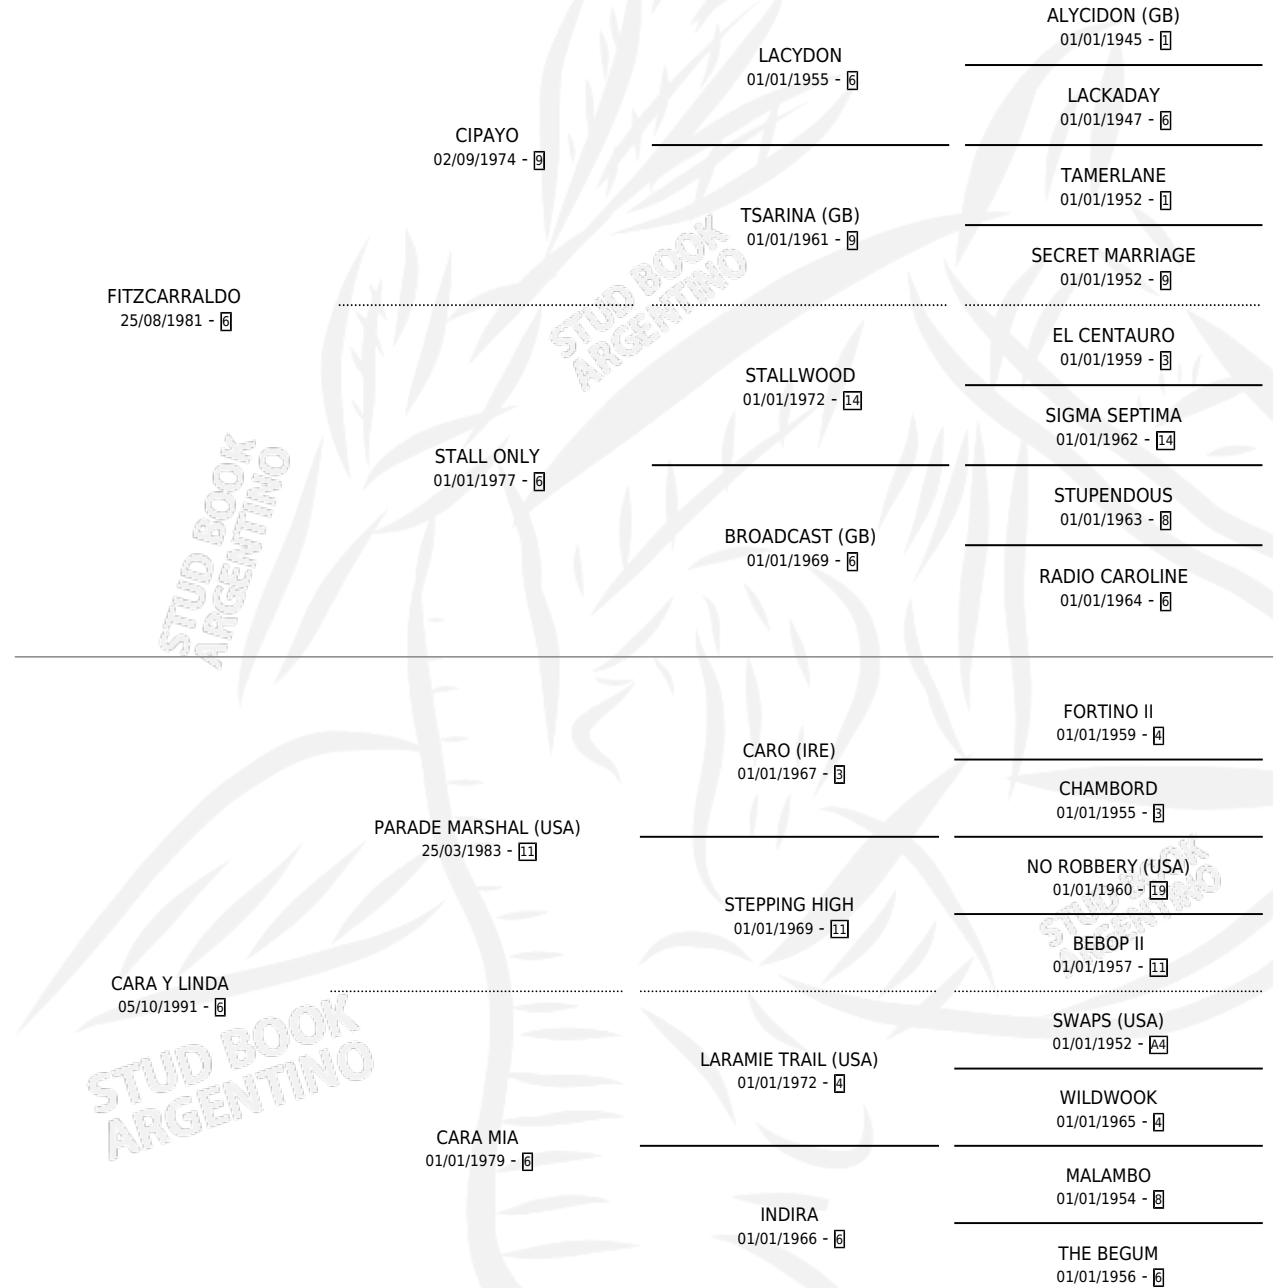 ALYCIDON (GB)
01/01/1945 - 1
LACYDON
01/01/1955 - 6
LACKADAY
01/01/1947 - 6
CIPAYO
02/09/1974 - 9
TAMERLANE
01/01/1952 - 1
TSARINA (GB)
01/01/1961 - 9
SECRET MARRIAGE
01/01/1952 - 9
FITZCARRALDO
25/08/1981 - 6
EL CENTAURO
01/01/1959 - 3
STALLWOOD
01/01/1972 - 14
SIGMA SEPTIMA
01/01/1962 - 14
STALL ONLY
01/01/1977 - 6
STUPENDOUS
01/01/1963 - 8
BROADCAST (GB)
01/01/1969 - 6
RADIO CAROLINE
01/01/1964 - 6
FORTINO II
01/01/1959 - 4
CARO (IRE)
01/01/1967 - 3
CHAMBORD
01/01/1955 - 3
PARADE MARSHAL (USA)
25/03/1983 - 11
NO ROBBERY (USA)
01/01/1960 - 19
STEPPING HIGH
01/01/1969 - 11
BEBOP II
01/01/1957 - 11
CARA Y LINDA
05/10/1991 - 6
SWAPS (USA)
01/01/1952 - A4
LARAMIE TRAIL (USA)
01/01/1972 - 4
WILDWOOK
01/01/1965 - 4
CARA MIA
01/01/1979 - 6
MALAMBO
01/01/1954 - 8
INDIRA
01/01/1966 - 6
THE BEGUM
01/01/1956 - 6
STUD BOOK
ARGENTINO
STUD BOOK
ARGENTINO
STUD BOOK
ARGENTINO
STUD BOOK
ARGENTINO